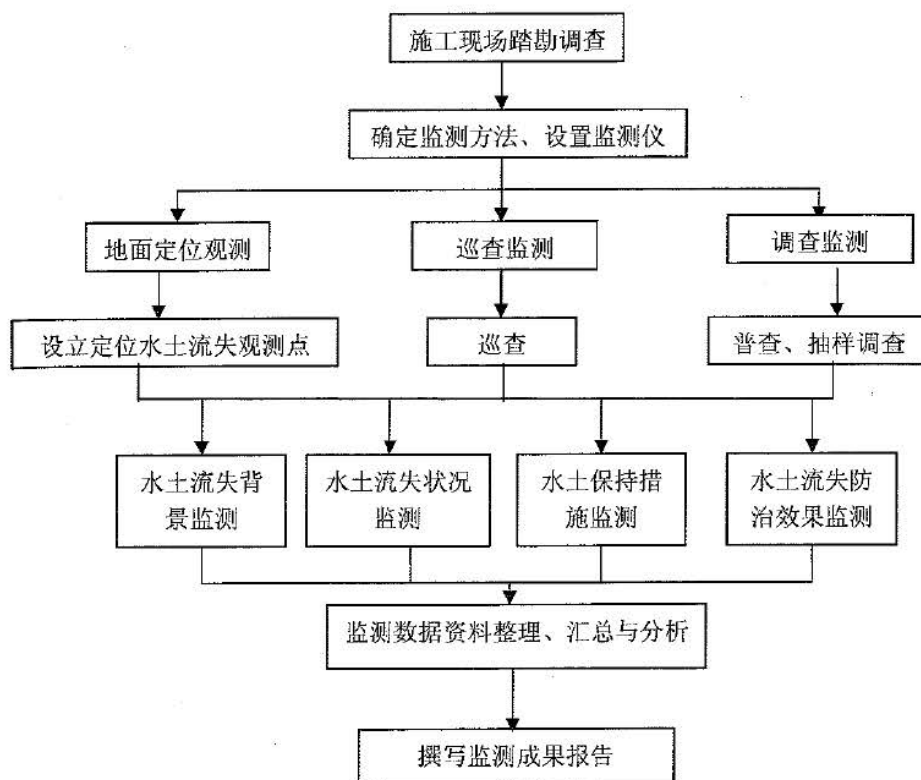 施工现场踏勘调查
确定监测方法、设置监测仪
地面定位观测
巡查监测
调查监测
设立定位水土流失观测点
巡查
普查、抽样调查
水土流失背
景监测
水土流失状况
监测
水土保持措
施监测
水土流失防
治效果监测
监测数据资料整理、汇总与分析
撰写监测成果报告